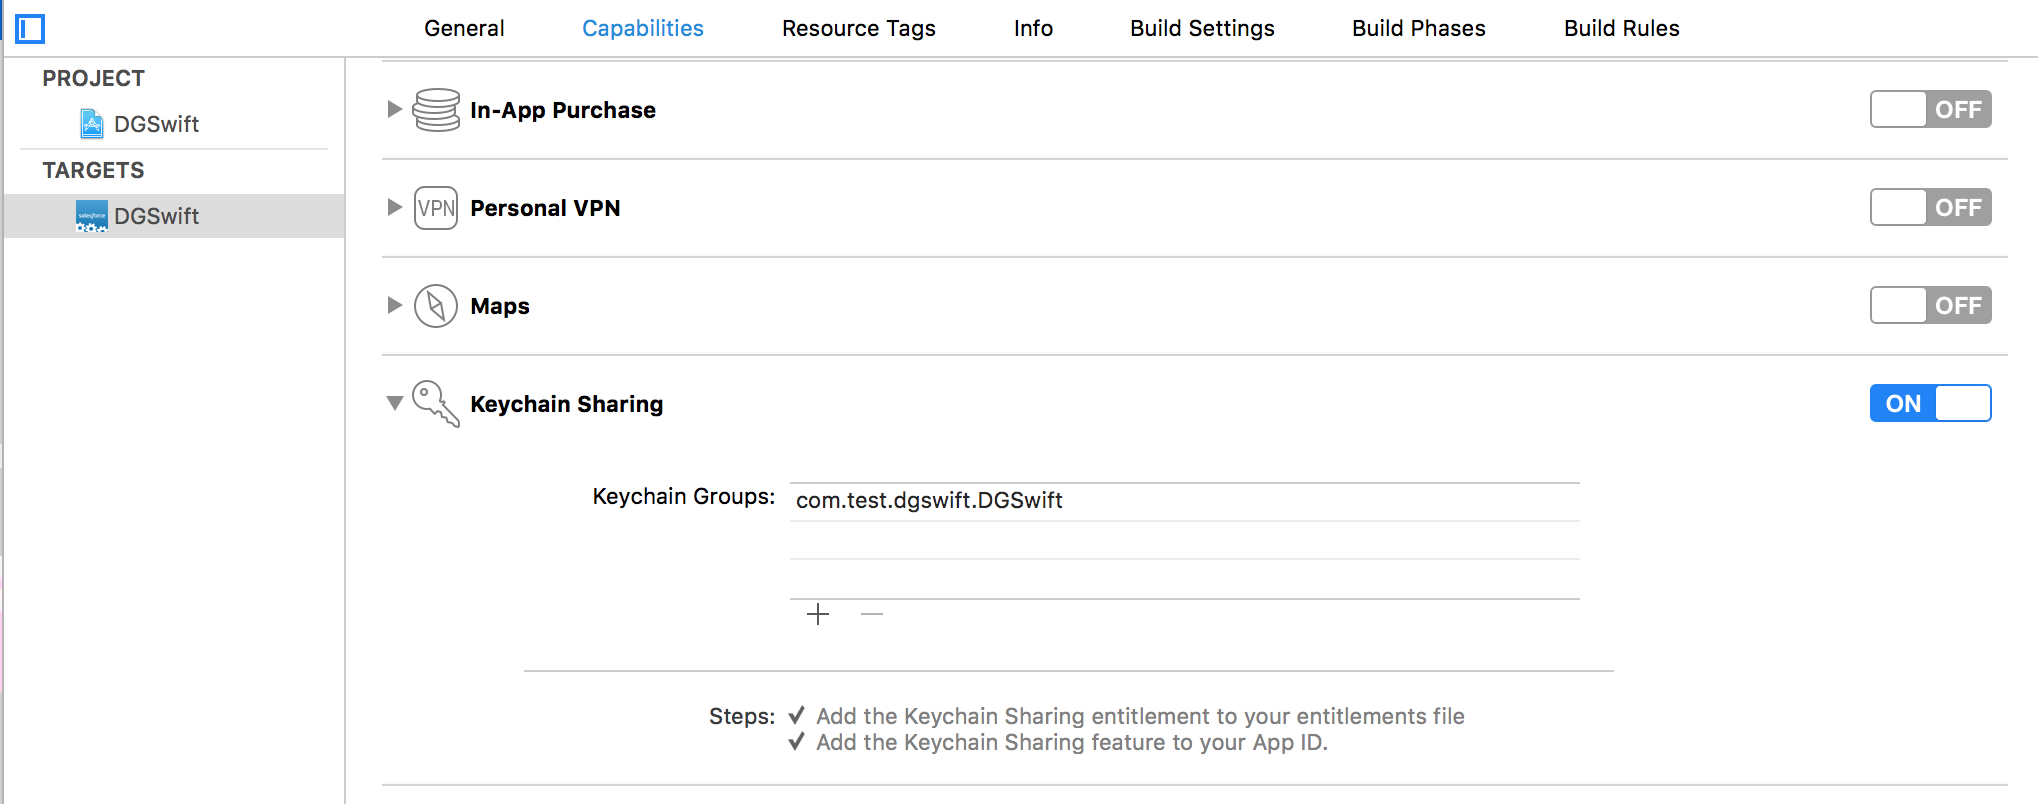 General Capabilities Resource Tags Info Build Settings Build Phases Build Rules
PROJECT
DGSwift
TARGETS
salesforce
DGSwift
In-App Purchase OFF
VPN Personal VPN OFF
Maps OFF
Keychain Sharing ON
Keychain Groups: com.test.dgswift.DGSwift
Steps: ✓ Add the Keychain Sharing entitlement to your entitlements file
✓ Add the Keychain Sharing feature to your App ID.